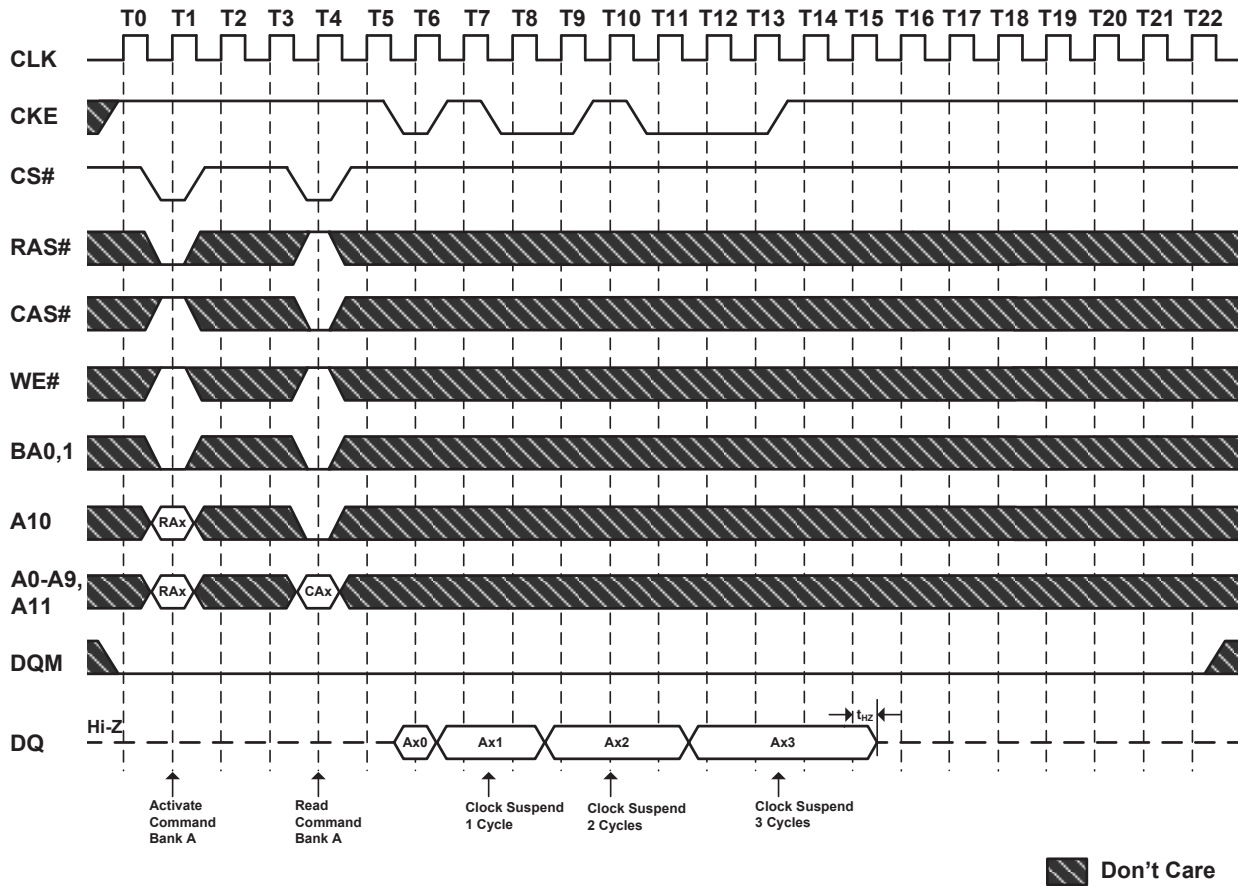 T0 T1 T2 T3 T4 T5 T6 T7 T8 T9 T10 T11 T12 T13 T14 T15 T16 T17 T18 T19 T20 T21 T22
CLK
CKE
CS#
RAS#
CAS#
WE#
BA0,1
A10
RAx
A0-A9,
A11
RAx
CAx
DQM
Hi-Z
DQ
Ax0
Ax1
Ax2
Ax3
tHZ
Activate
Command
Bank A
Read
Command
Bank A
Clock Suspend
1 Cycle
Clock Suspend
2 Cycles
Clock Suspend
3 Cycles
Don't Care